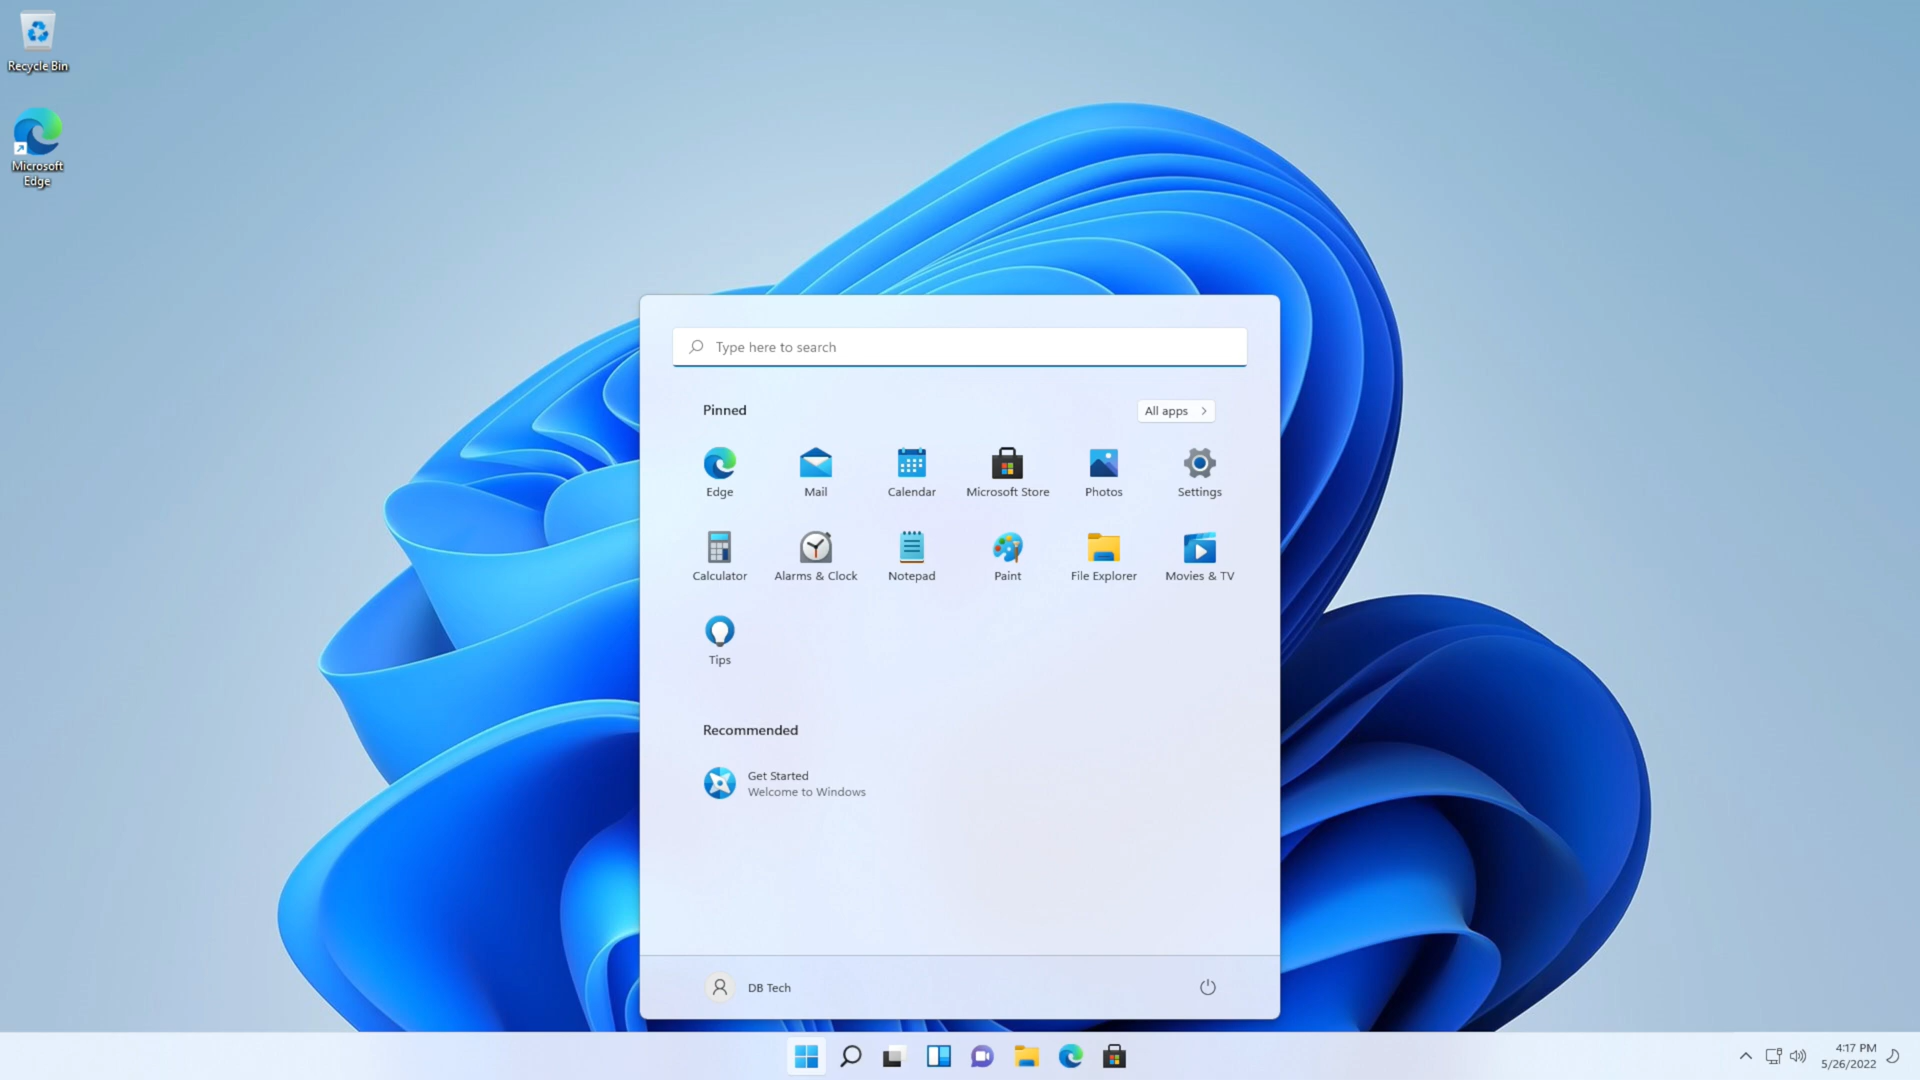 Recycle Bin
Microsoft
Edge
Type here to search
Pinned
All apps
Edge
Mail
Calendar
Microsoft Store
Photos
Settings
Calculator
Alarms & Clock
Notepad
Paint
File Explorer
Movies & TV
Tips
Recommended
Get Started
Welcome to Windows
DB Tech
4:17 PM
5/26/2022